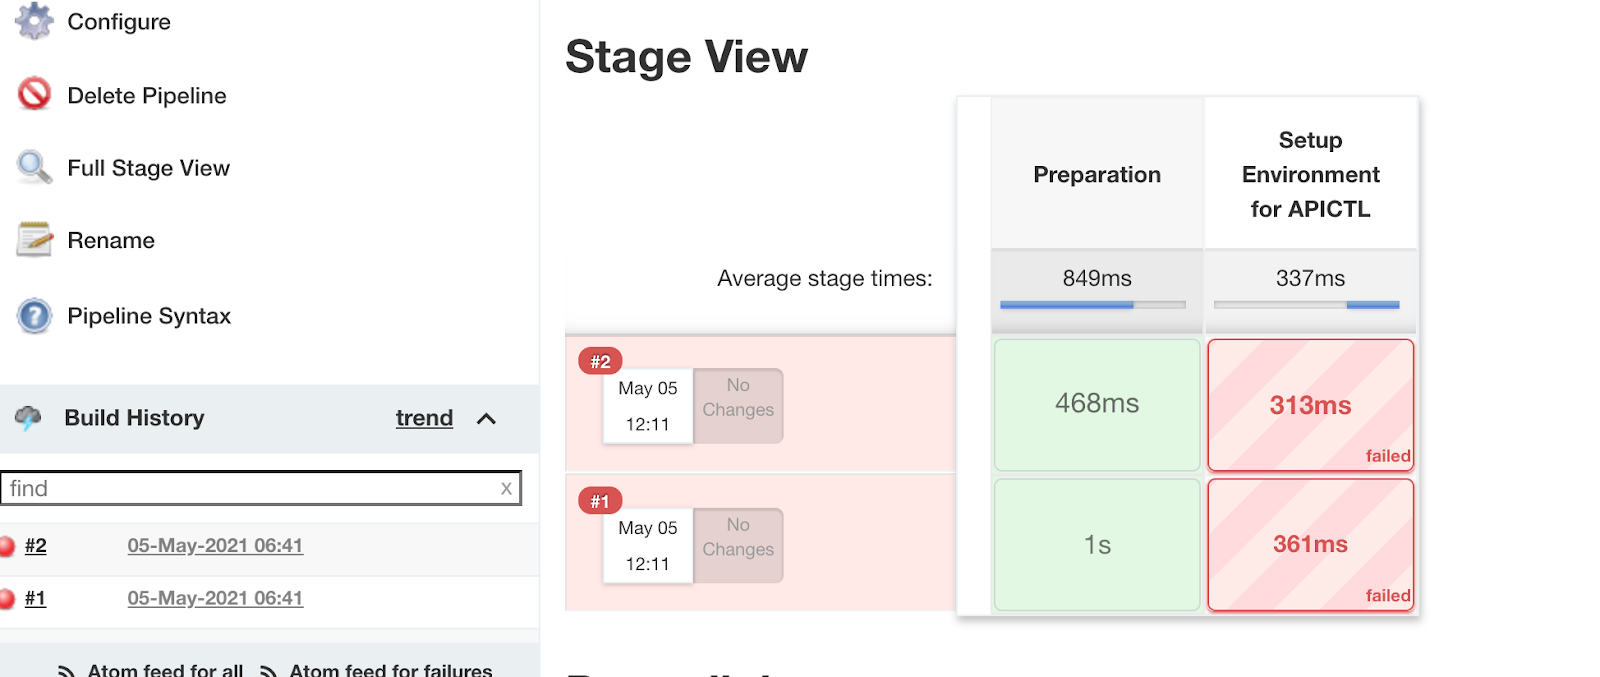 Configure
Delete Pipeline
Full Stage View
Rename
Pipeline Syntax
Build History trend
find x
#2 05-May-2021 06:41
#1 05-May-2021 06:41
Atom feed for all Atom feed for failures
Stage View
Preparation
Setup
Environment
for APICTL
Average stage times: 849ms 337ms
#2
May 05
12:11
No
Changes
468ms
313ms
failed
#1
May 05
12:11
No
Changes
1s
361ms
failed